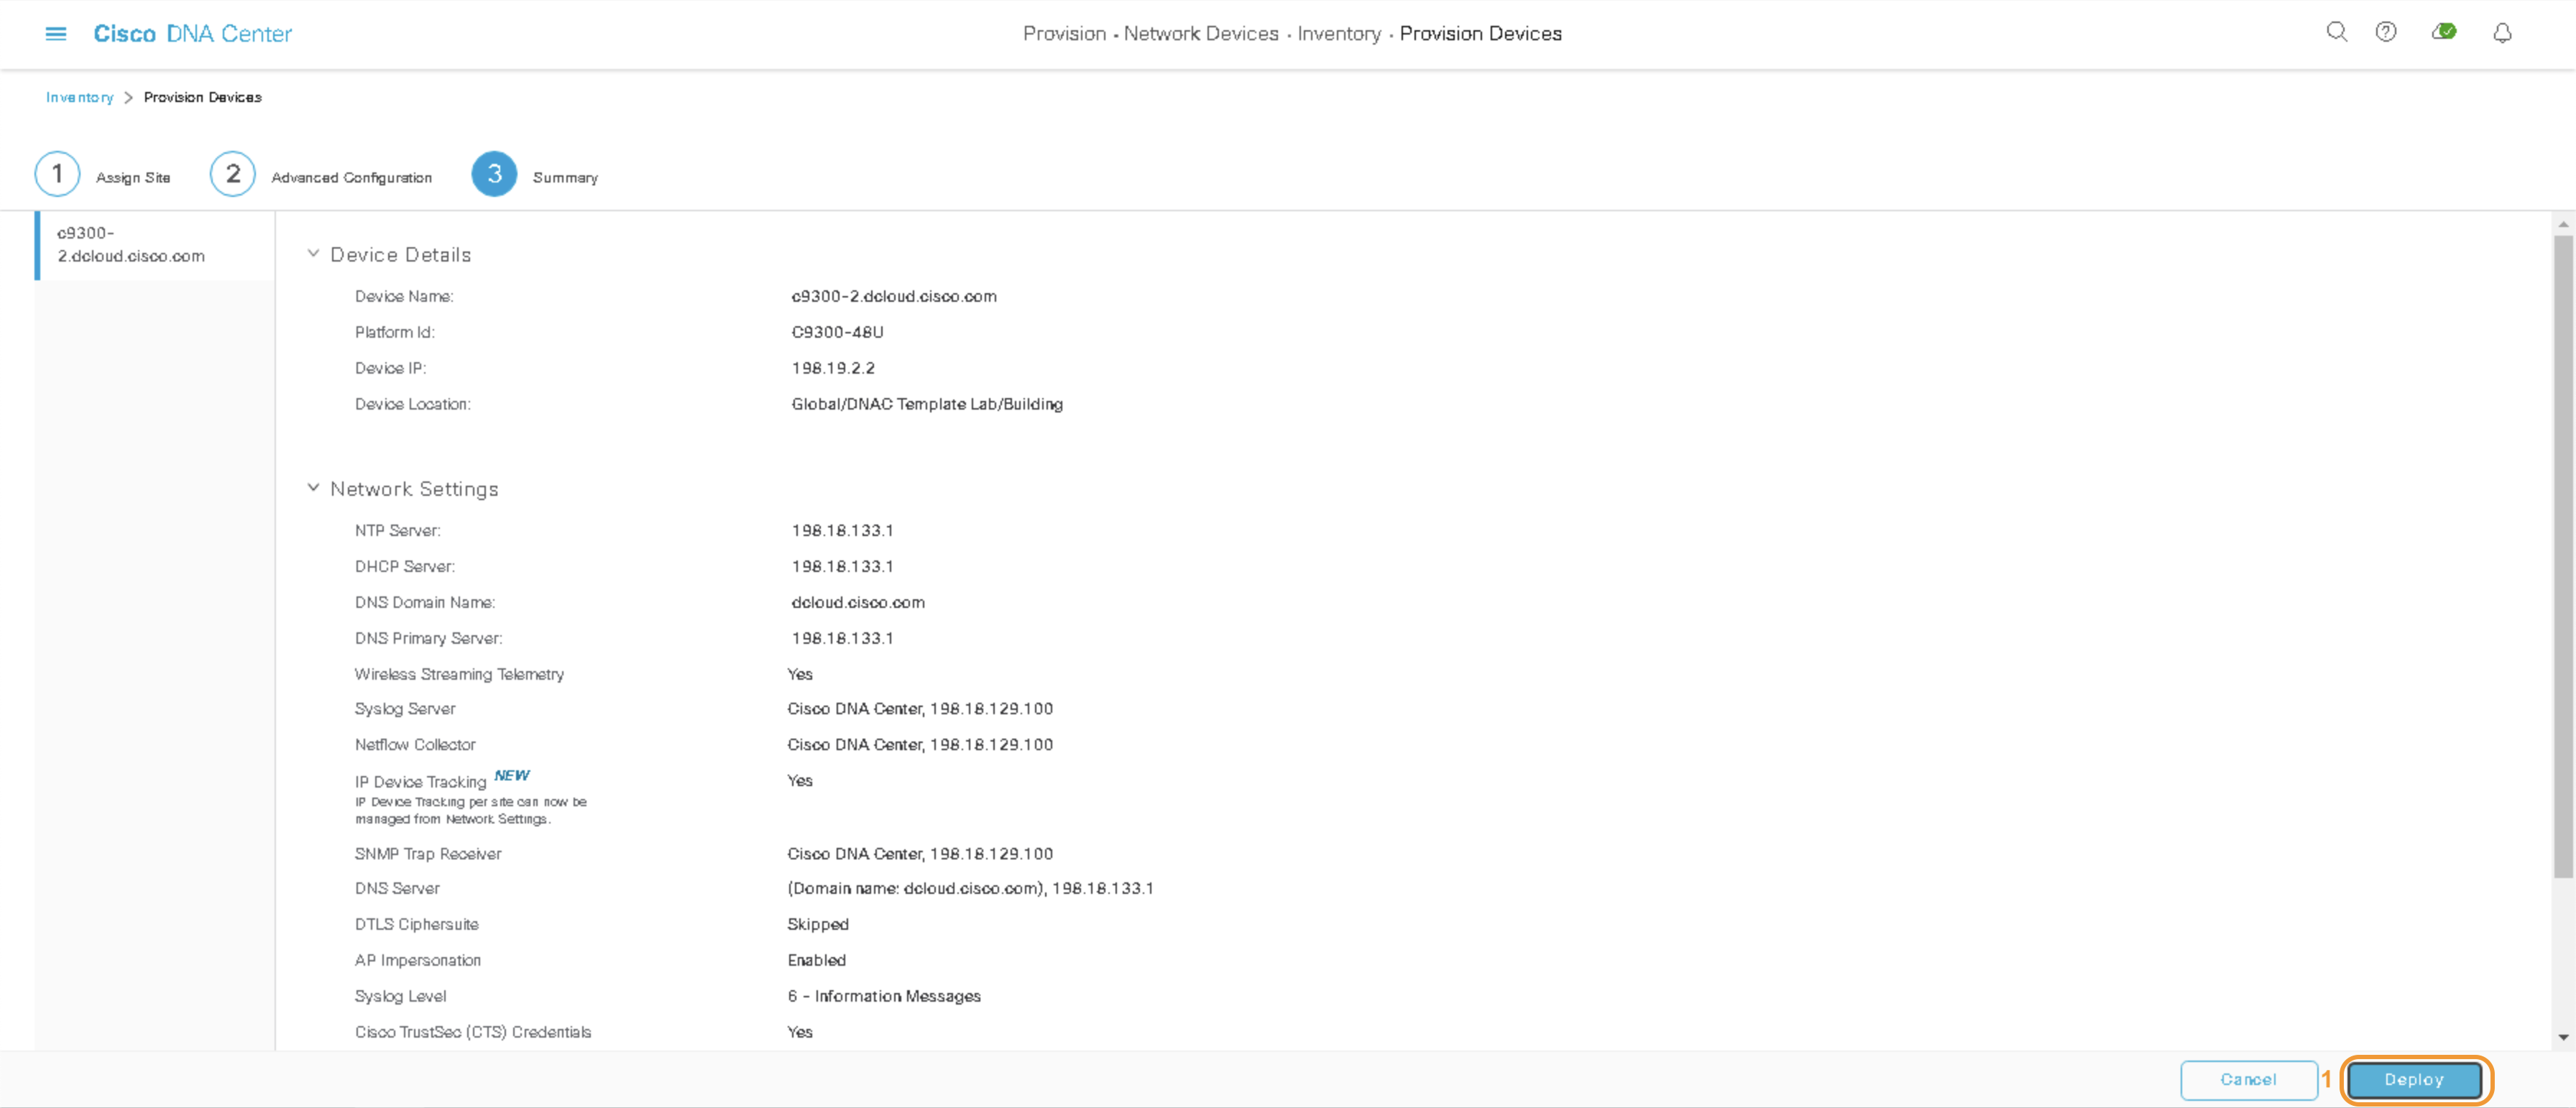 Cisco DNA Center
Provision • Network Devices • Inventory • Provision Devices
Inventory > Provision Devices
1 Assign Site 2 Advanced Configuration 3 Summary
c9300-
2.dcloud.cisco.com
Device Details
Device Name: c9300-2.dcloud.cisco.com
Platform Id: C9300-48U
Device IP: 198.19.2.2
Device Location: Global/DNAC Template Lab/Building
Network Settings
NTP Server: 198.18.133.1
DHCP Server: 198.18.133.1
DNS Domain Name: dcloud.cisco.com
DNS Primary Server: 198.18.133.1
Wireless Streaming Telemetry Yes
Syslog Server Cisco DNA Center, 198.18.129.100
Netflow Collector Cisco DNA Center, 198.18.129.100
IP Device Tracking NEW Yes
IP Device Tracking per site can now be
managed from Network Settings.
SNMP Trap Receiver Cisco DNA Center, 198.18.129.100
DNS Server (Domain name: dcloud.cisco.com), 198.18.133.1
DTLS Ciphersuite Skipped
AP Impersonation Enabled
Syslog Level 6 - Information Messages
Cisco TrustSec (CTS) Credentials Yes
Cancel 1 Deploy